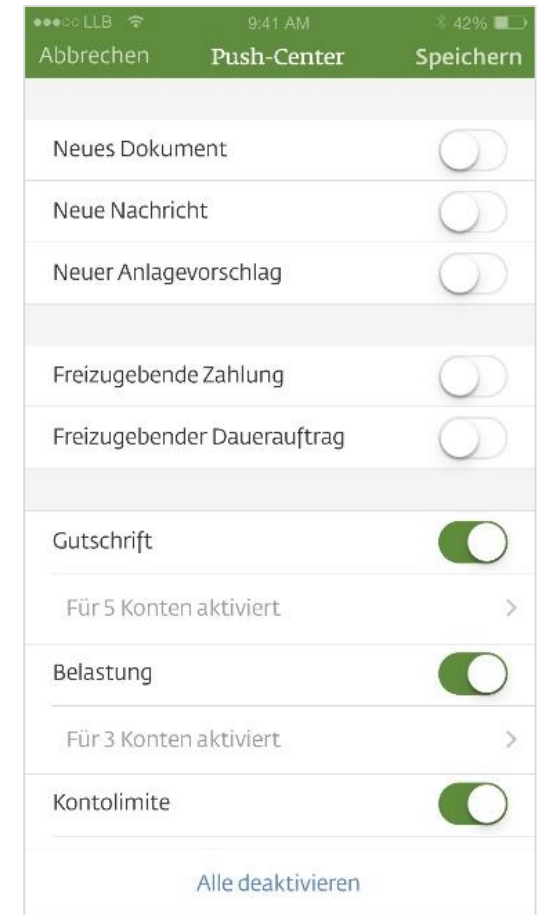 LLB 9:41 AM 42%
Abbrechen Push-Center Speichern
Neues Dokument
Neue Nachricht
Neuer Anlagevorschlag
Freizugebende Zahlung
Freizugebender Dauerauftrag
Gutschrift
Für 5 Konten aktiviert
Belastung
Für 3 Konten aktiviert
Kontolimite
Alle deaktivieren